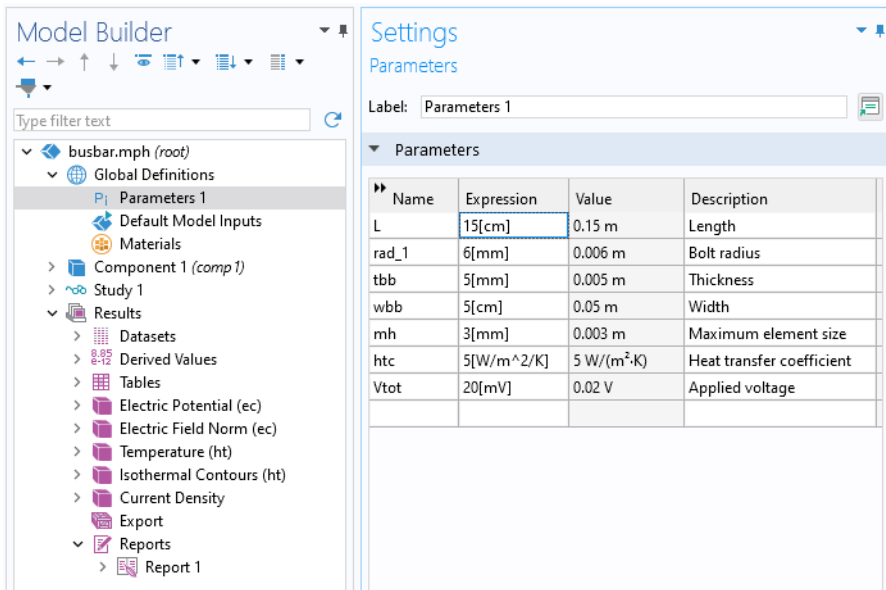 Model Builder
Type filter text
busbar.mph (root)
Global Definitions
Pi Parameters 1
Default Model Inputs
Materials
Component 1 (comp1)
Study 1
Results
Datasets
8.85
e-12
Derived Values
Tables
Electric Potential (ec)
Electric Field Norm (ec)
Temperature (ht)
Isothermal Contours (ht)
Current Density
Export
Reports
Report 1
Settings
Parameters
Label: Parameters 1
Parameters
Name Expression Value Description
L 15[cm] 0.15 m Length
rad_1 6[mm] 0.006 m Bolt radius
tbb 5[mm] 0.005 m Thickness
wbb 5[cm] 0.05 m Width
mh 3[mm] 0.003 m Maximum element size
htc 5[W/m^2/K] 5 W/(m²·K) Heat transfer coefficient
Vtot 20[mV] 0.02 V Applied voltage